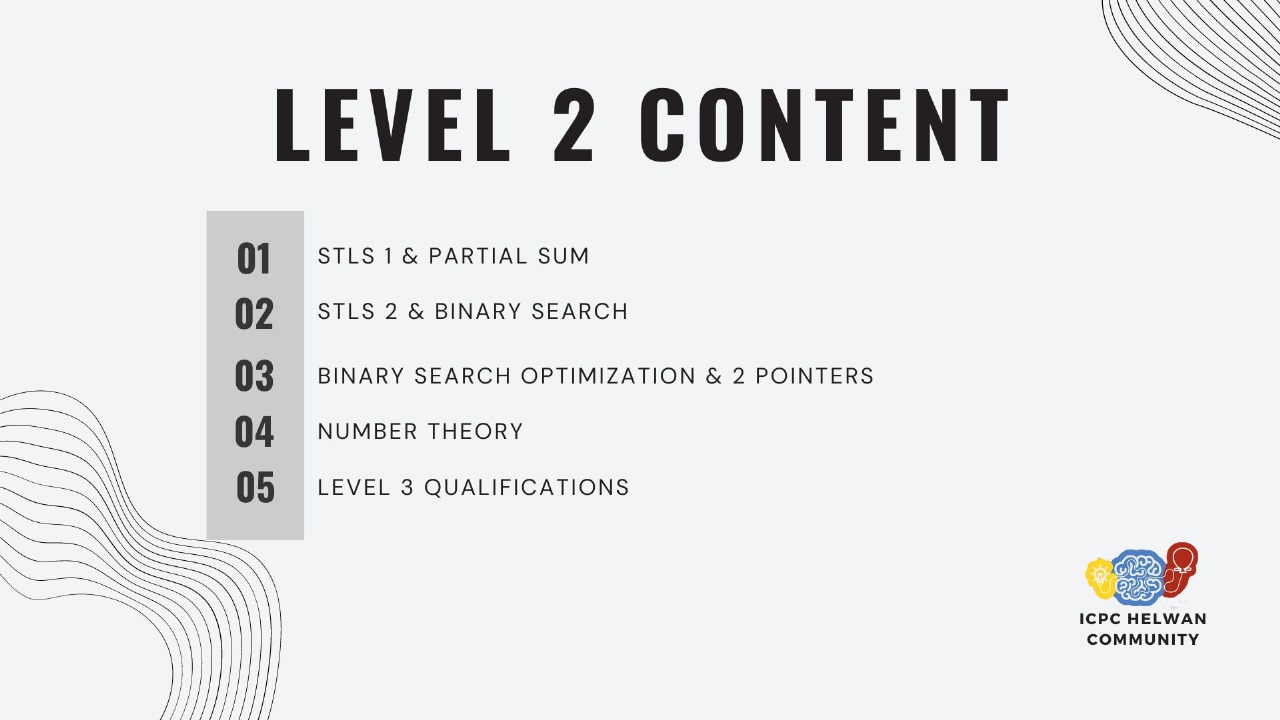 LEVEL 2 CONTENT
01 STLS 1 & PARTIAL SUM
02 STLS 2 & BINARY SEARCH
03 BINARY SEARCH OPTIMIZATION & 2 POINTERS
04 NUMBER THEORY
05 LEVEL 3 QUALIFICATIONS
ICPC HELWAN
COMMUNITY